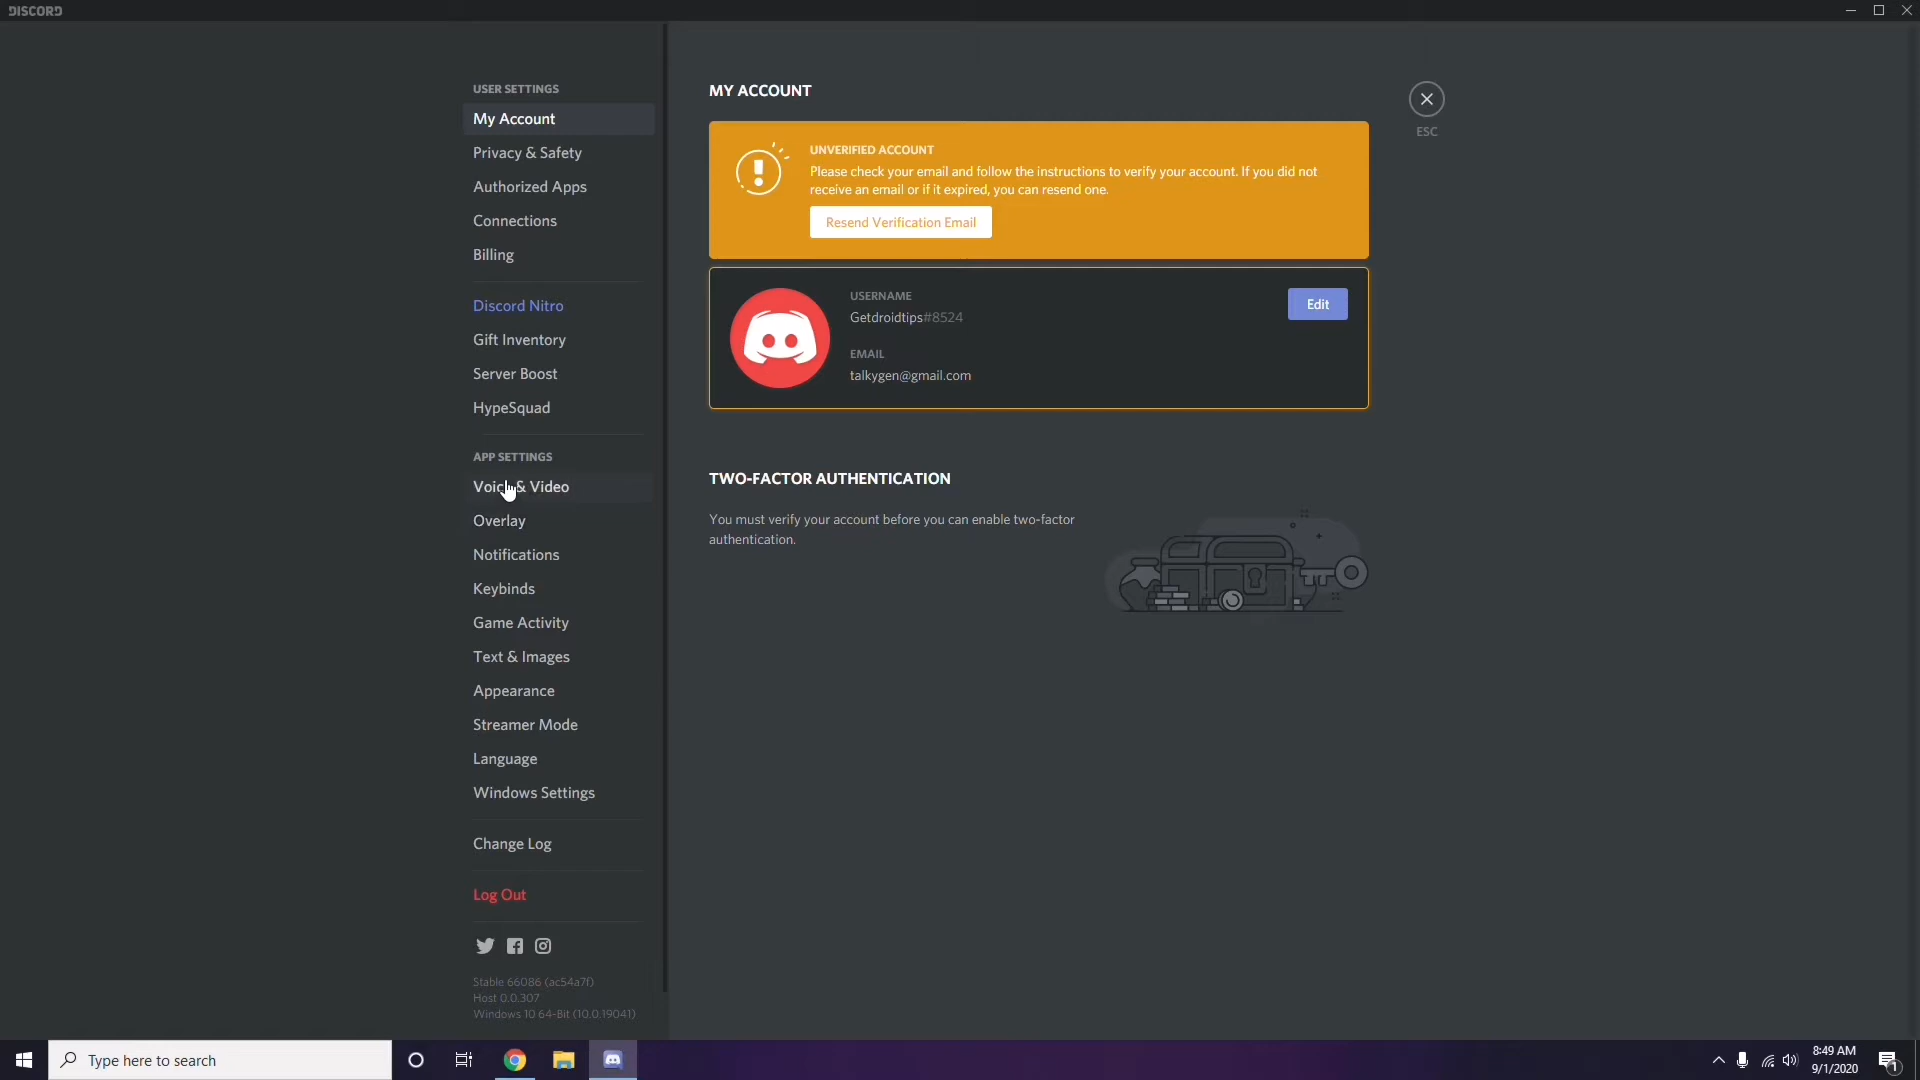 DISCORD
USER SETTINGS
My Account
Privacy & Safety
Authorized Apps
Connections
Billing
Discord Nitro
Gift Inventory
Server Boost
HypeSquad
APP SETTINGS
Voice & Video
Overlay
Notifications
Keybinds
Game Activity
Text & Images
Appearance
Streamer Mode
Language
Windows Settings
Change Log
Log Out
Stable 66086 (ac54a7f)
Host 0.0.307
Windows 10 64-Bit (10.0.19041)
MY ACCOUNT
ESC
UNVERIFIED ACCOUNT
Please check your email and follow the instructions to verify your account. If you did not
receive an email or if it expired, you can resend one.
Resend Verification Email
USERNAME
Getdroidtips#8524
Edit
EMAIL
talkygen@gmail.com
TWO-FACTOR AUTHENTICATION
You must verify your account before you can enable two-factor
authentication.
Type here to search
8:49 AM
9/1/2020
1